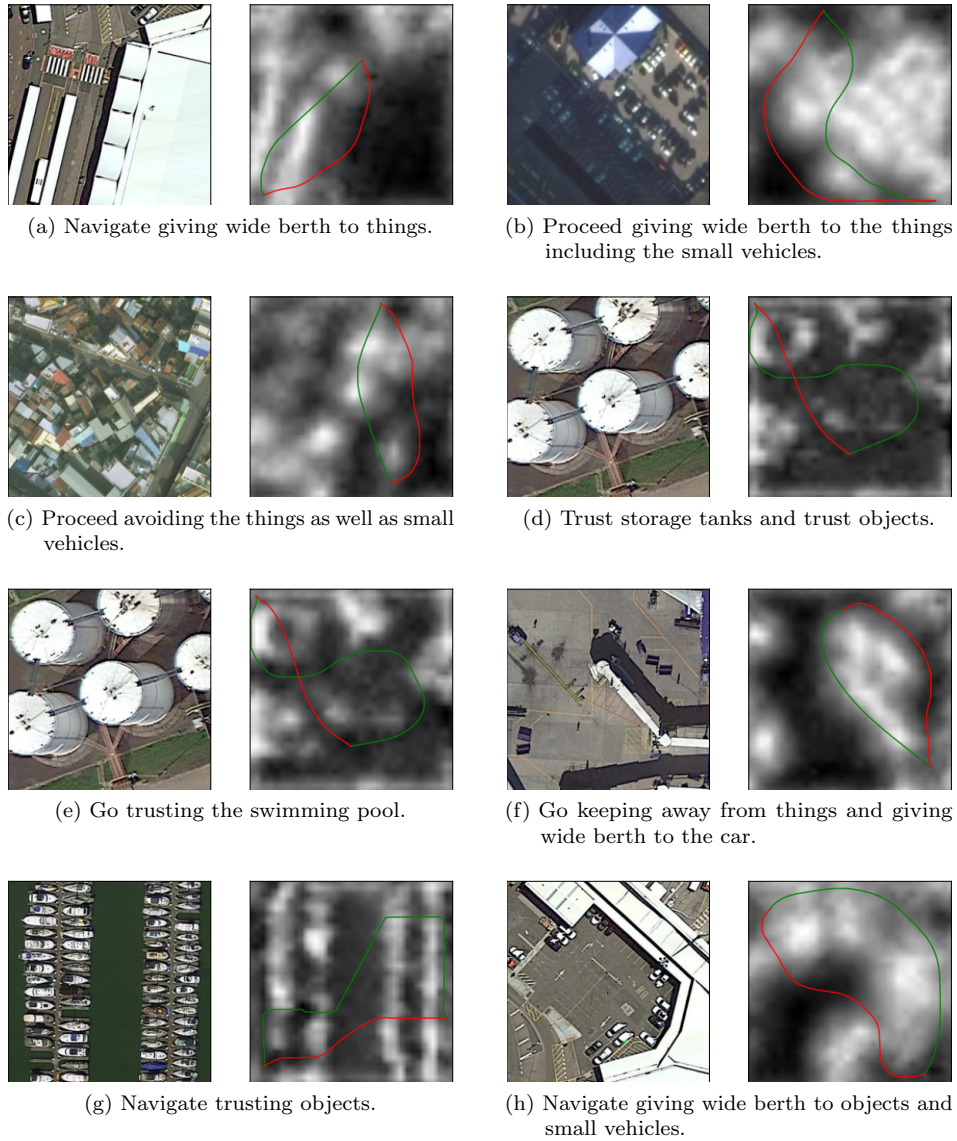 (a) Navigate giving wide berth to things.
(b) Proceed giving wide berth to the things
including the small vehicles.
(c) Proceed avoiding the things as well as small
vehicles.
(d) Trust storage tanks and trust objects.
(e) Go trusting the swimming pool.
(f) Go keeping away from things and giving
wide berth to the car.
(g) Navigate trusting objects.
(h) Navigate giving wide berth to objects and
small vehicles.